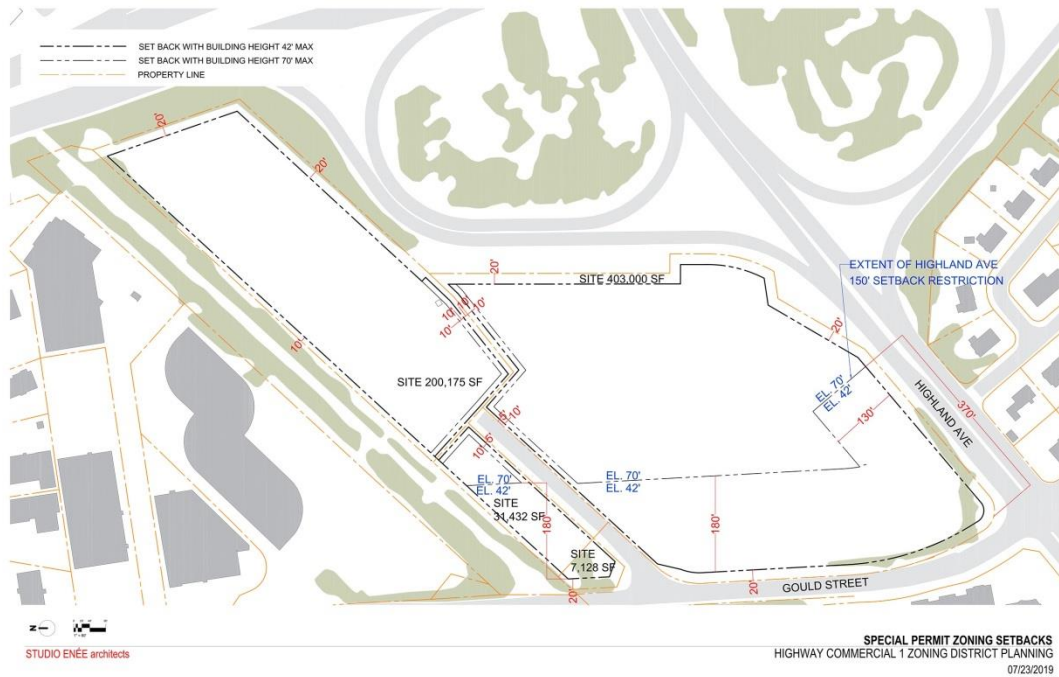 SET BACK WITH BUILDING HEIGHT 42' MAX
SET BACK WITH BUILDING HEIGHT 70' MAX
PROPERTY LINE
20'
20'
20'
SITE 403,000 SF
EXTENT OF HIGHLAND AVE
150' SETBACK RESTRICTION
10'
10'
10'
10'
10'
20'
10'
SITE 200,175 SF
EL. 70'
EL. 42'
130'
HIGHLAND AVE
370'
5'
10'
10'
5'
EL. 70'
EL. 42'
EL. 70'
EL. 42'
SITE
31,432 SF
180'
180'
SITE
7,128 SF
20'
20'
GOULD STREET
N
STUDIO ENÉE architects
SPECIAL PERMIT ZONING SETBACKS
HIGHWAY COMMERCIAL 1 ZONING DISTRICT PLANNING
07/23/2019